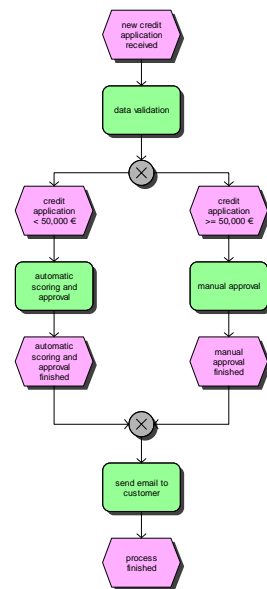 new credit
application
received
data validation
credit
application
< 50,000 €
credit
application
>= 50,000 €
automatic
scoring and
approval
manual approval
automatic
scoring and
approval
finished
manual
approval
finished
send email to
customer
process
finished